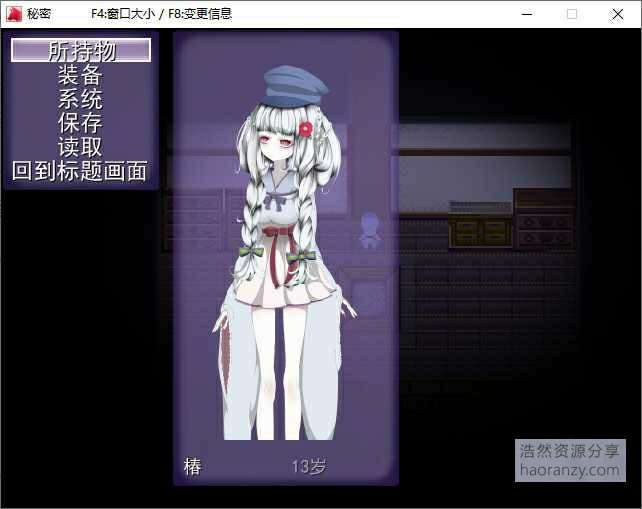 秘密 F4:窗口大小 / F8:变更信息
所持物
装备
系统
保存
读取
回到标题画面
椿 13岁
浩然资源分享
haoranzy.com